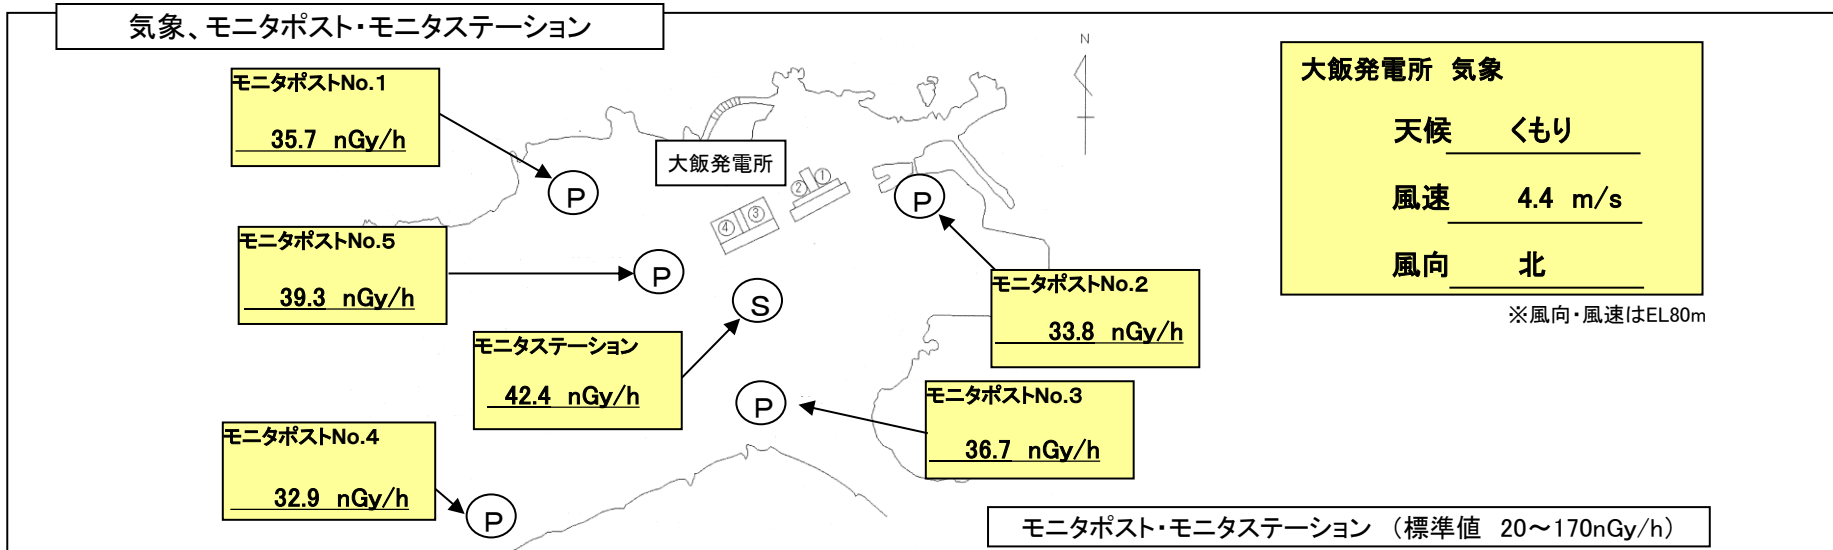 気象、モニタポスト・モニタステーション
N
モニタポストNo.1
35.7 nGy/h
大飯発電所
①
②
③
④
P
P
モニタポストNo.5
39.3 nGy/h
P
S
モニタポストNo.2
33.8 nGy/h
モニタステーション
42.4 nGy/h
P
モニタポストNo.3
36.7 nGy/h
モニタポストNo.4
32.9 nGy/h
P
大飯発電所 気象
天候 くもり
風速 4.4 m/s
風向 北
※風向・風速はEL80m
モニタポスト・モニタステーション (標準値 20～170nGy/h)